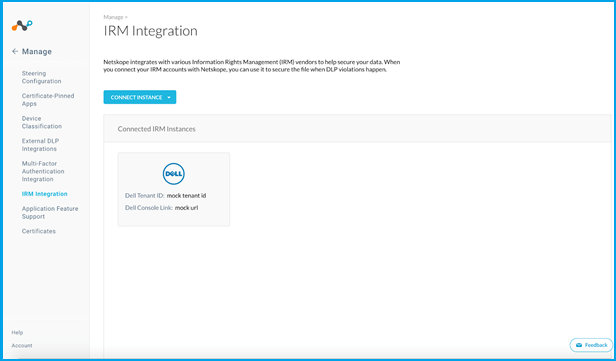 Manage >
IRM Integration
Netskope integrates with various Information Rights Management (IRM) vendors to help secure your data. When
you connect your IRM accounts with Netskope, you can use it to secure the file when DLP violations happen.
CONNECT INSTANCE
Connected IRM Instances
DELL
Dell Tenant ID: mock tenant id
Dell Console Link: mock url
Manage
Steering
Configuration
Certificate-Pinned
Apps
Device
Classification
External DLP
Integrations
Multi-Factor
Authentication
Integration
IRM Integration
Application Feature
Support
Certificates
Help
Account
Feedback